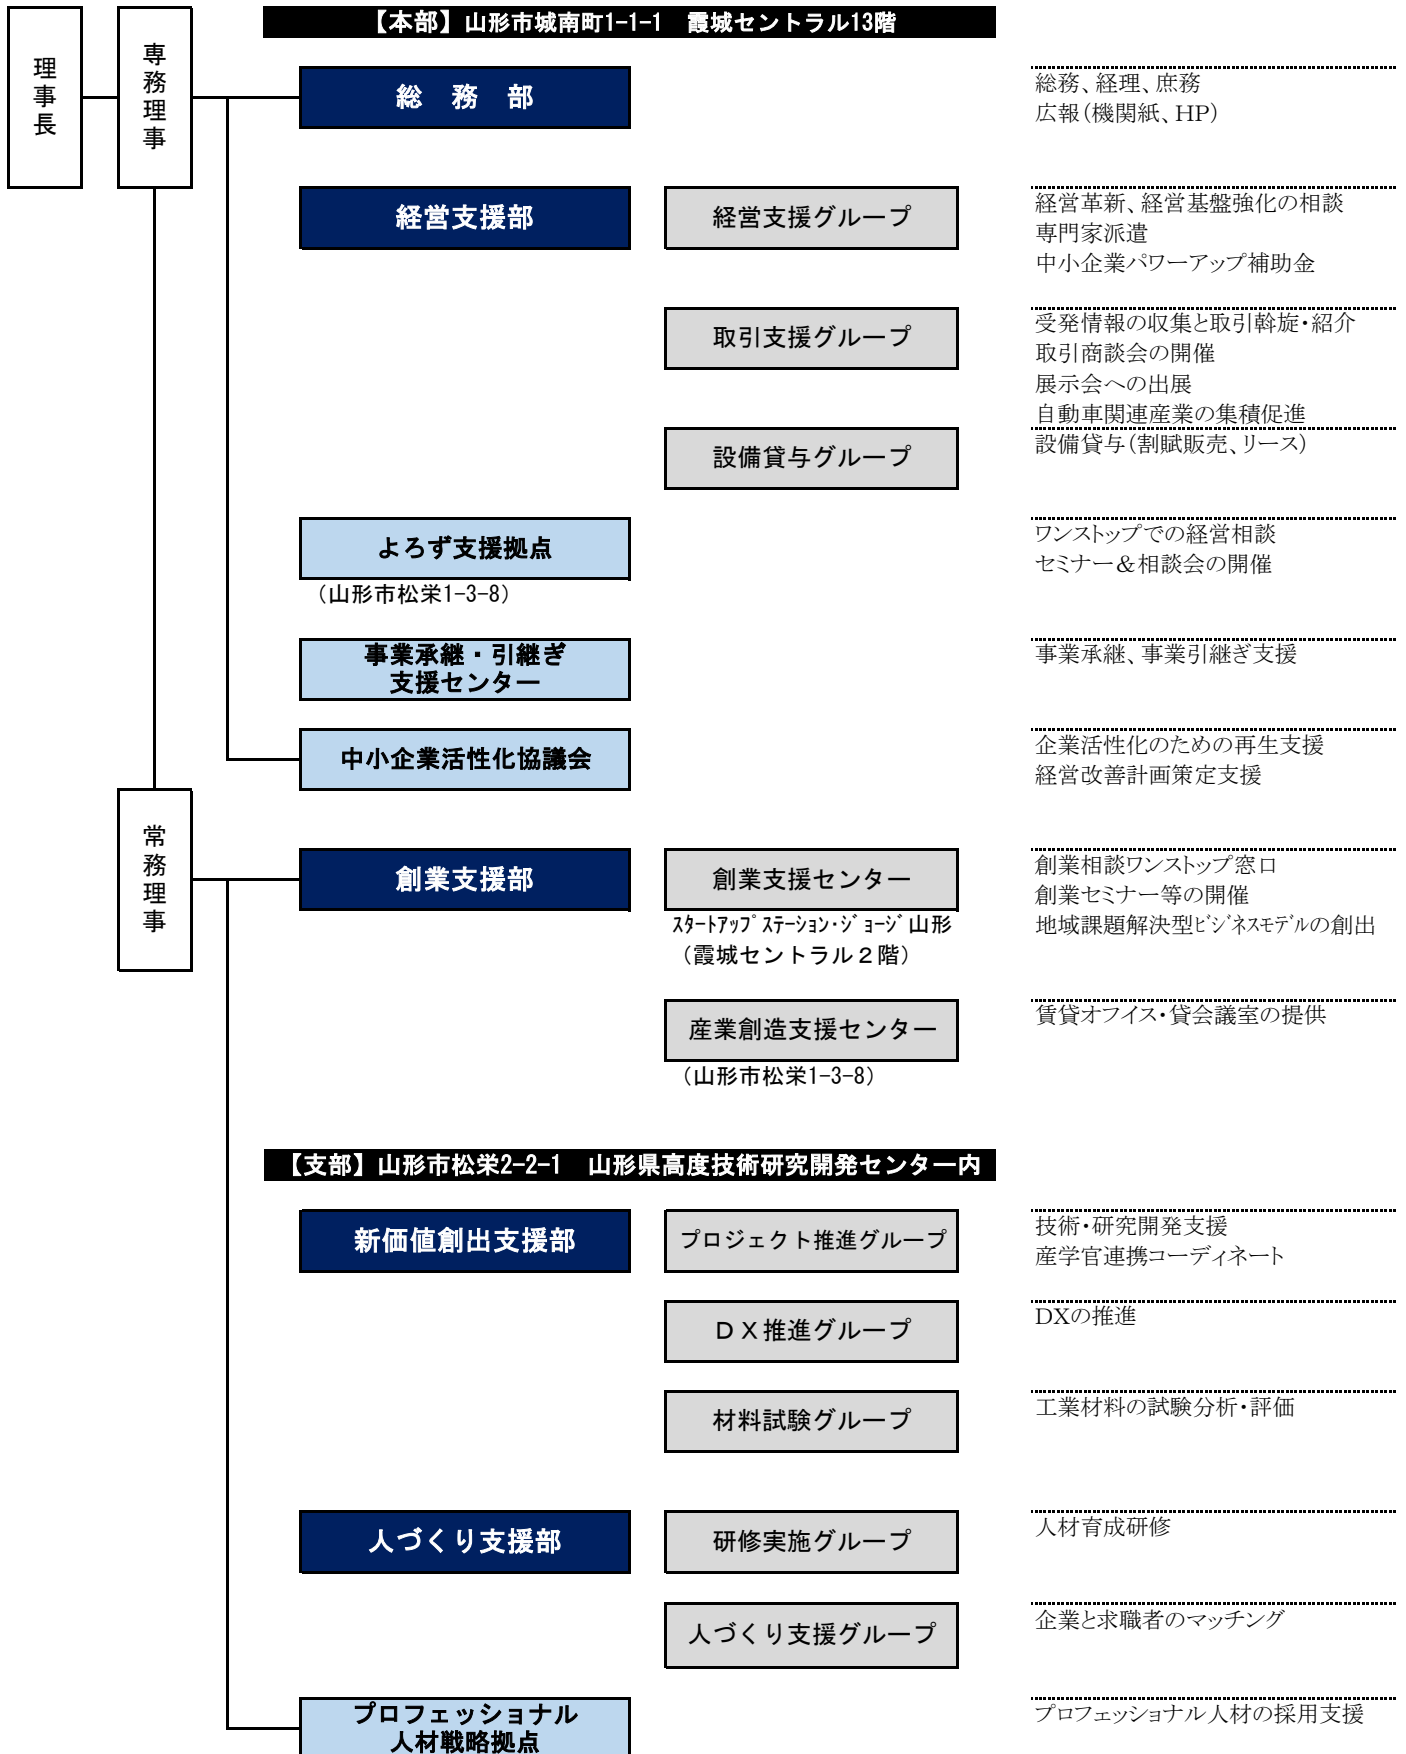 【本部】山形市城南町1-1-1　霞城セントラル13階
理事長
専務理事
総　務　部
総務、経理、庶務
広報（機関紙、HP）
経営支援部
経営支援グループ
経営革新、経営基盤強化の相談
専門家派遣
中小企業パワーアップ補助金
取引支援グループ
受発情報の収集と取引斡旋・紹介
取引商談会の開催
展示会への出展
自動車関連産業の集積促進
設備貸与グループ
設備貸与（割賦販売、リース）
よろず支援拠点
（山形市松栄1-3-8）
ワンストップでの経営相談
セミナー＆相談会の開催
事業承継・引継ぎ
支援センター
事業承継、事業引継ぎ支援
中小企業活性化協議会
企業活性化のための再生支援
経営改善計画策定支援
常務理事
創業支援部
創業支援センター
ｽﾀｰﾄｱｯﾌﾟｽﾃｰｼｮﾝ･ｼﾞｮｰｼﾞ山形
（霞城セントラル２階）
創業相談ワンストップ窓口
創業セミナー等の開催
地域課題解決型ﾋﾞｼﾞﾈｽﾓﾃﾞﾙの創出
産業創造支援センター
（山形市松栄1-3-8）
賃貸オフイス・貸会議室の提供
【支部】山形市松栄2-2-1　山形県高度技術研究開発センター内
新価値創出支援部
プロジェクト推進グループ
技術・研究開発支援
産学官連携コーディネート
ＤＸ推進グループ
DXの推進
材料試験グループ
工業材料の試験分析・評価
人づくり支援部
研修実施グループ
人材育成研修
人づくり支援グループ
企業と求職者のマッチング
プロフェッショナル
人材戦略拠点
プロフェッショナル人材の採用支援